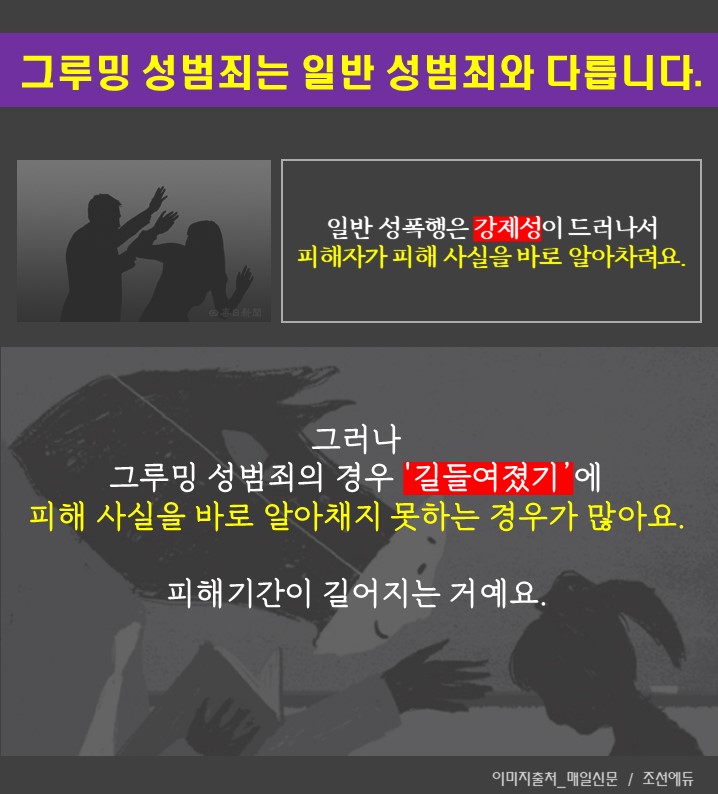 그루밍 성범죄는 일반 성범죄와 다릅니다.
일반 성폭행은 강제성이 드러나서
피해자가 피해 사실을 바로 알아차려요.
每日新聞
그러나
그루밍 성범죄의 경우 '길들여졌기'에
피해 사실을 바로 알아채지 못하는 경우가 많아요.
피해기간이 길어지는 거예요.
이미지출처_매일신문 / 조선에듀